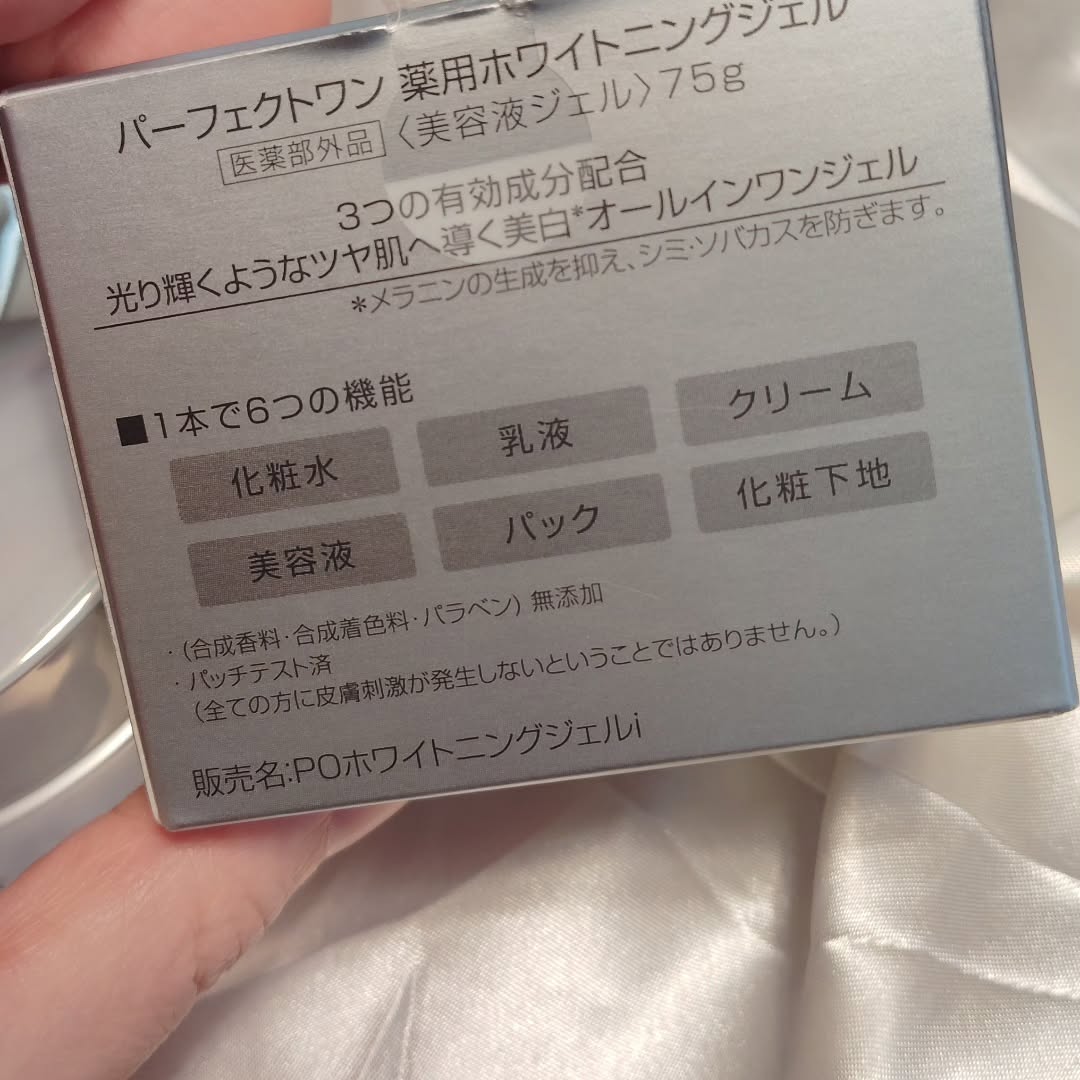 パーフェクトワン 薬用ホワイトニングジェル
医薬部外品 〈美容液ジェル〉75g
3つの有効成分配合
光り輝くようなツヤ肌へ導く美白*オールインワンジェル
*メラニンの生成を抑え、シミ・ソバカスを防ぎます。
■1本で6つの機能
化粧水 乳液 クリーム
美容液 パック 化粧下地
・(合成香料・合成着色料・パラベン) 無添加
・パッチテスト済
(全ての方に皮膚刺激が発生しないということではありません。)
販売名:POホワイトニングジェルi